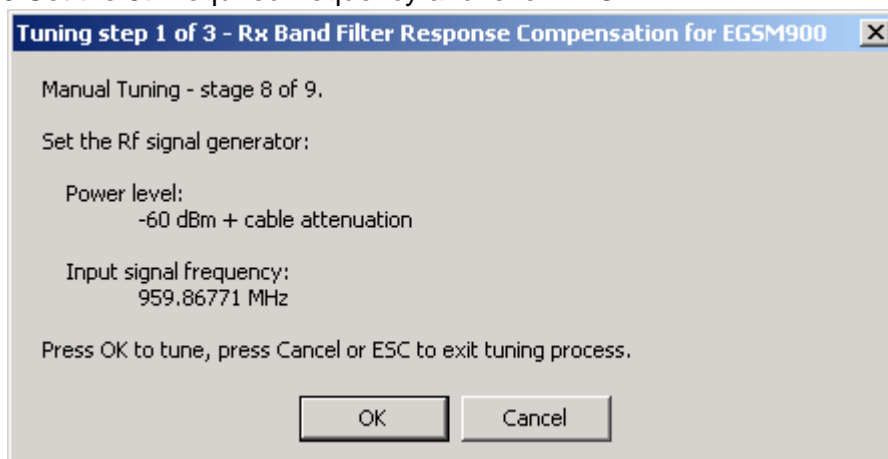 Tuning step 1 of 3 - Rx Band Filter Response Compensation for EGSM900
Manual Tuning - stage 8 of 9.
Set the Rf signal generator:
Power level:
-60 dBm + cable attenuation
Input signal frequency:
959.86771 MHz
Press OK to tune, press Cancel or ESC to exit tuning process.
OK Cancel